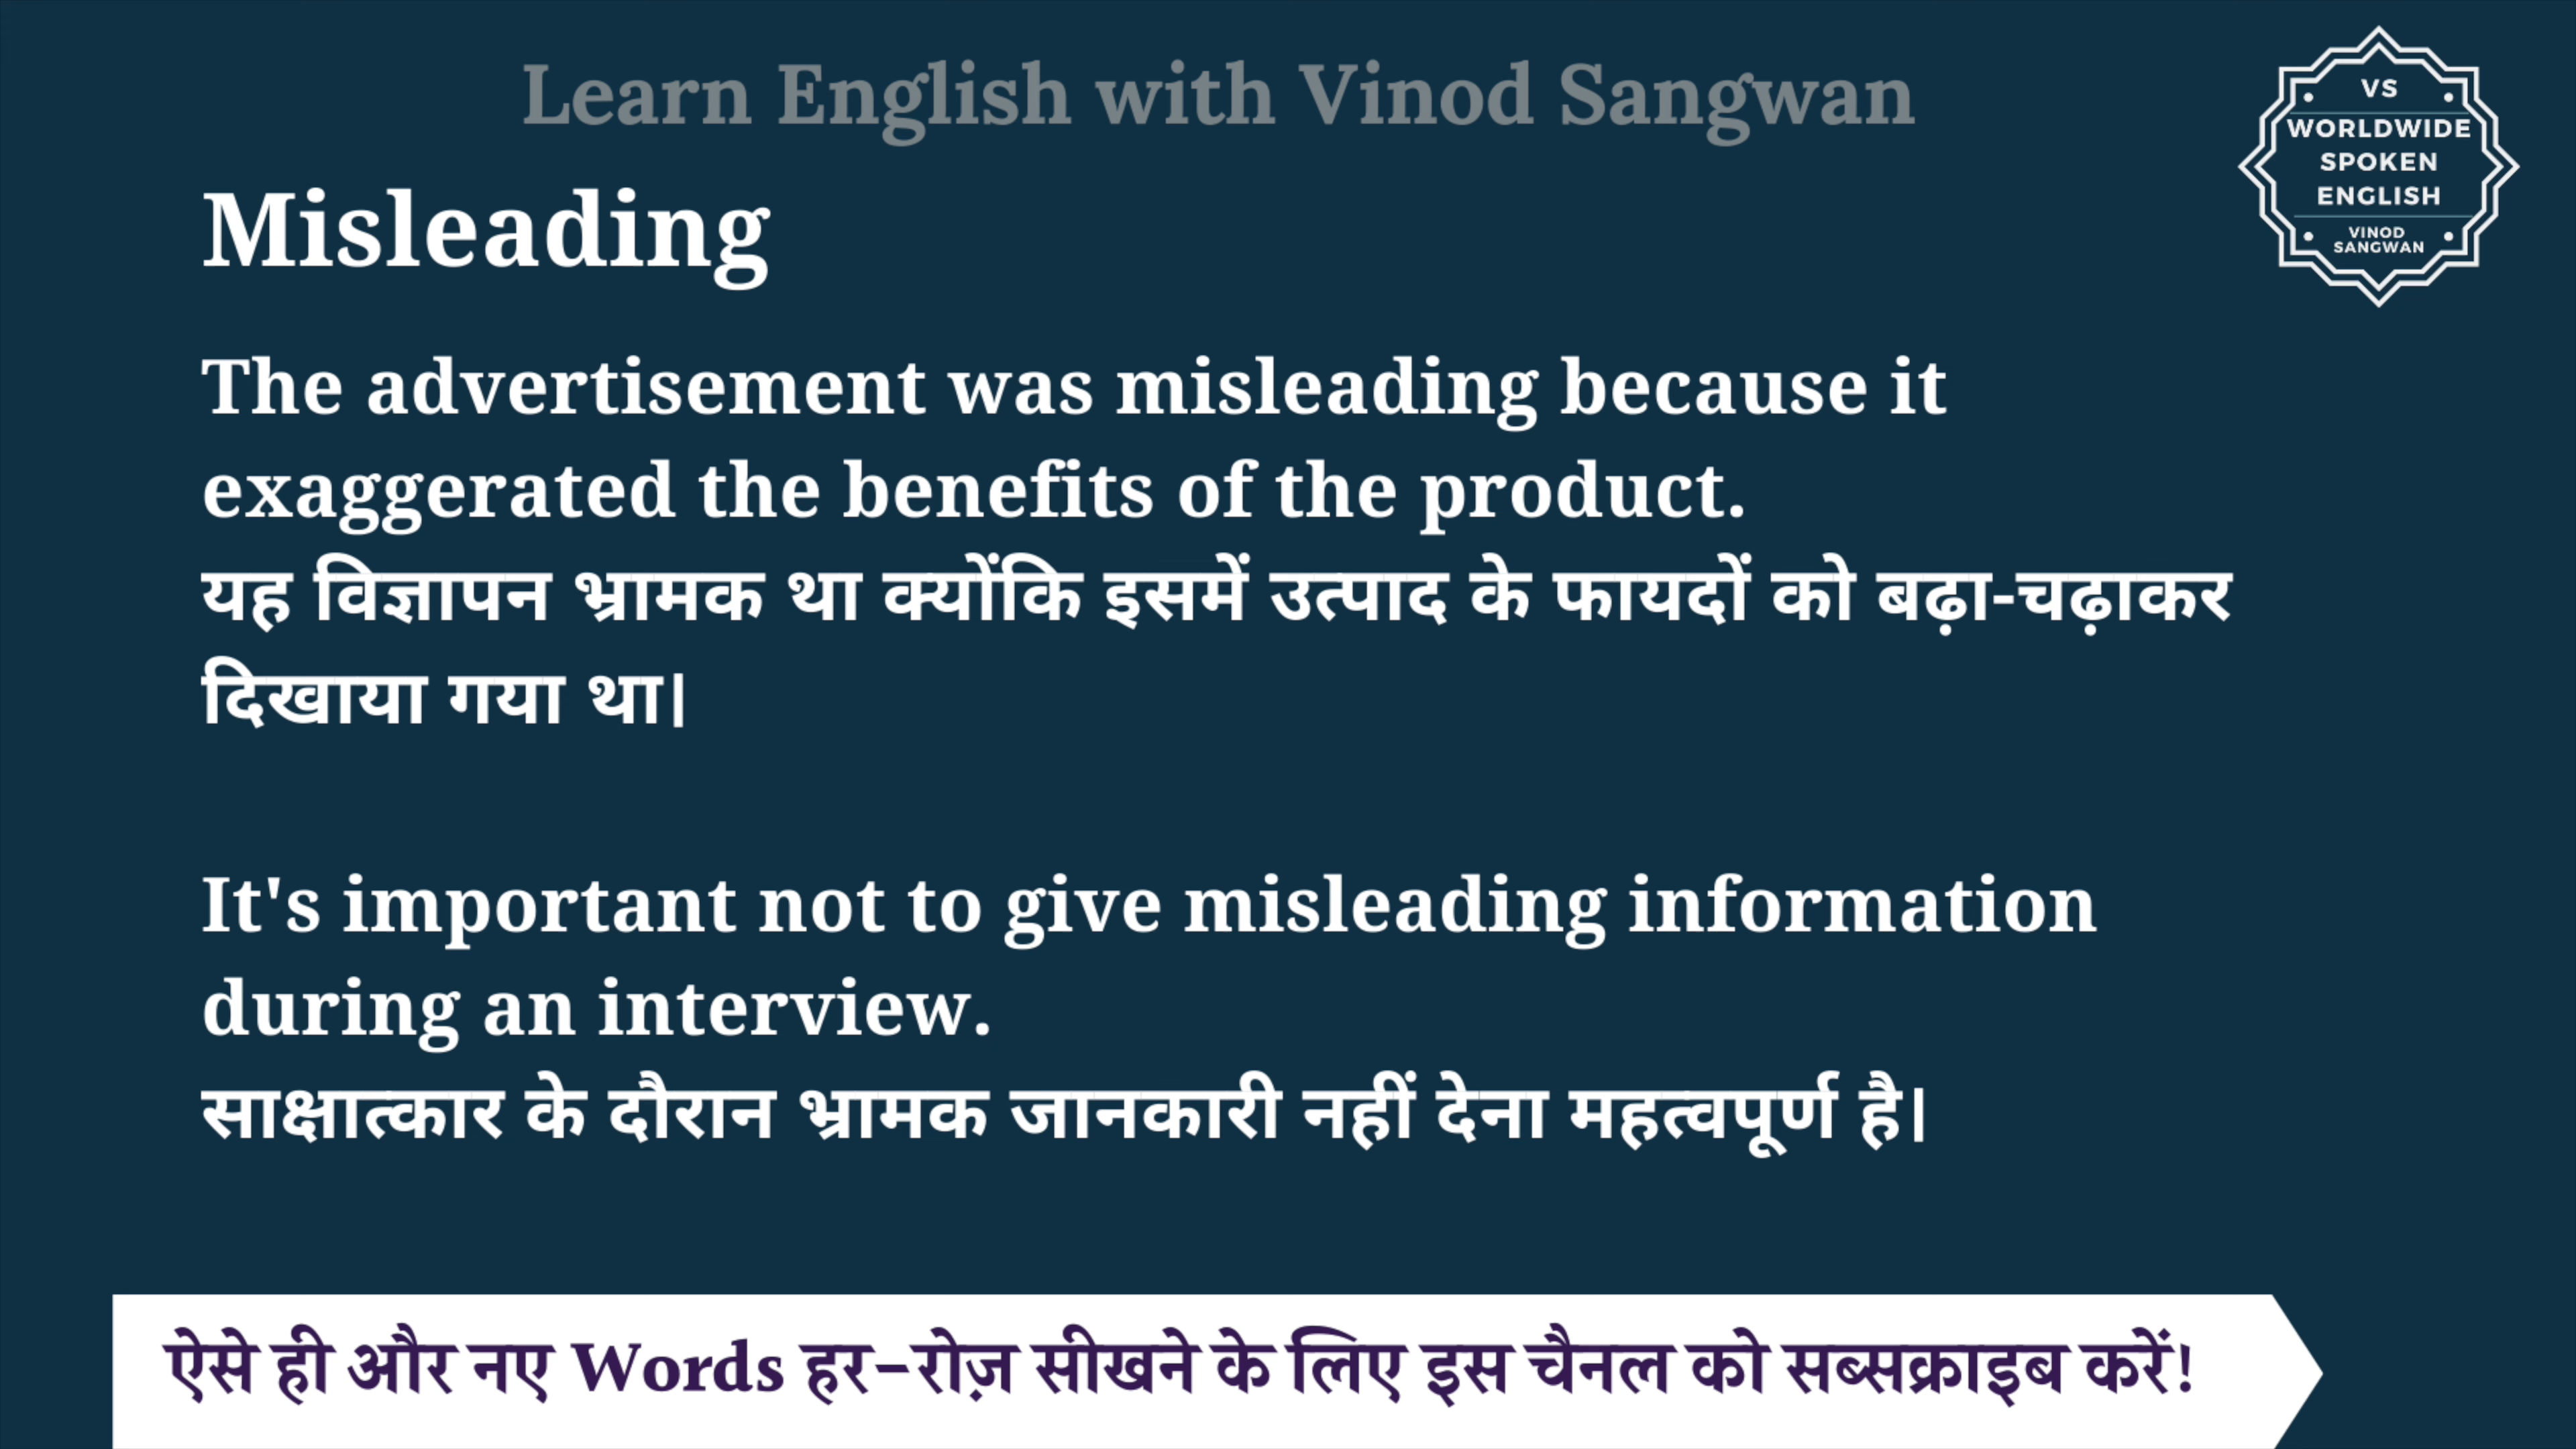 Learn English with Vinod Sangwan
VS
WORLDWIDE
SPOKEN
ENGLISH
VINOD
SANGWAN
Misleading
The advertisement was misleading because it
exaggerated the benefits of the product.
यह विज्ञापन भ्रामक था क्योंकि इसमें उत्पाद के फायदों को बढ़ा-चढ़ाकर
दिखाया गया था।
It's important not to give misleading information
during an interview.
साक्षात्कार के दौरान भ्रामक जानकारी नहीं देना महत्वपूर्ण है।
ऐसे ही और नए Words हर-रोज़ सीखने के लिए इस चैनल को सब्सक्राइब करें!